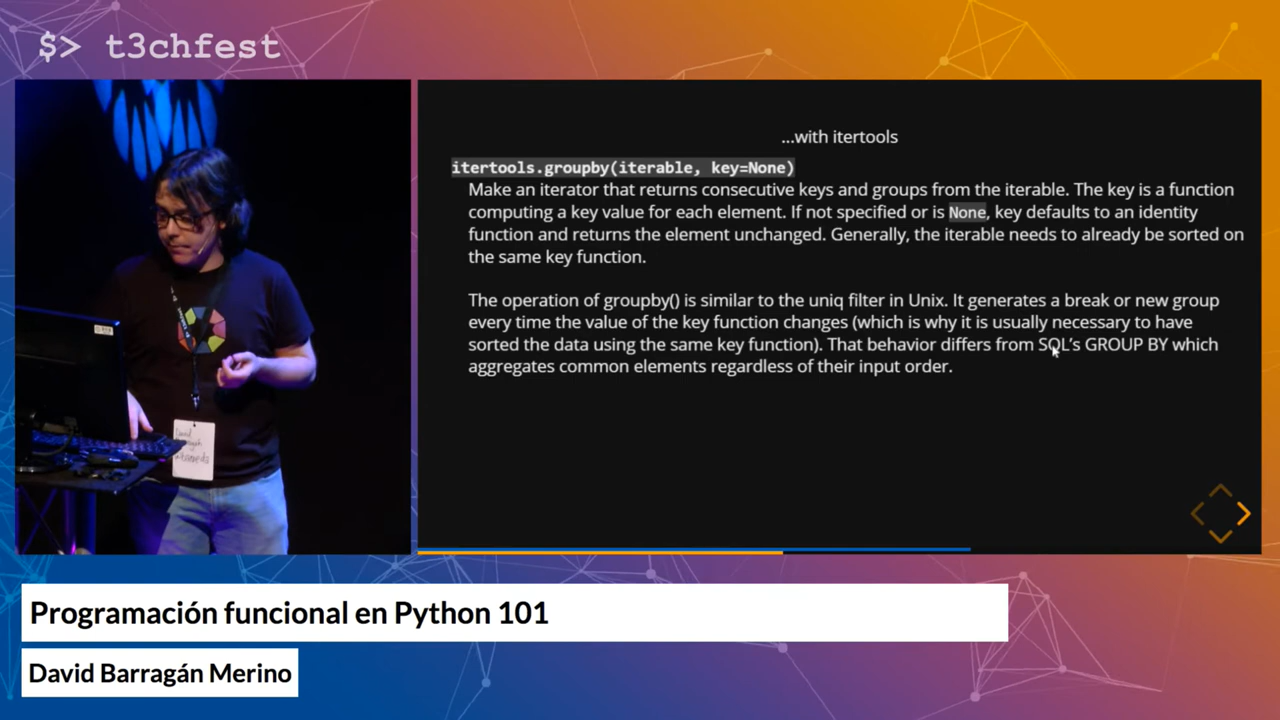 $> t3chfest
...with itertools
itertools.groupby(iterable, key=None)
Make an iterator that returns consecutive keys and groups from the iterable. The key is a function
computing a key value for each element. If not specified or is None, key defaults to an identity
function and returns the element unchanged. Generally, the iterable needs to already be sorted on
the same key function.
The operation of groupby() is similar to the uniq filter in Unix. It generates a break or new group
every time the value of the key function changes (which is why it is usually necessary to have
sorted the data using the same key function). That behavior differs from SQL's GROUP BY which
aggregates common elements regardless of their input order.
David
Programación funcional en Python 101
David Barragán Merino